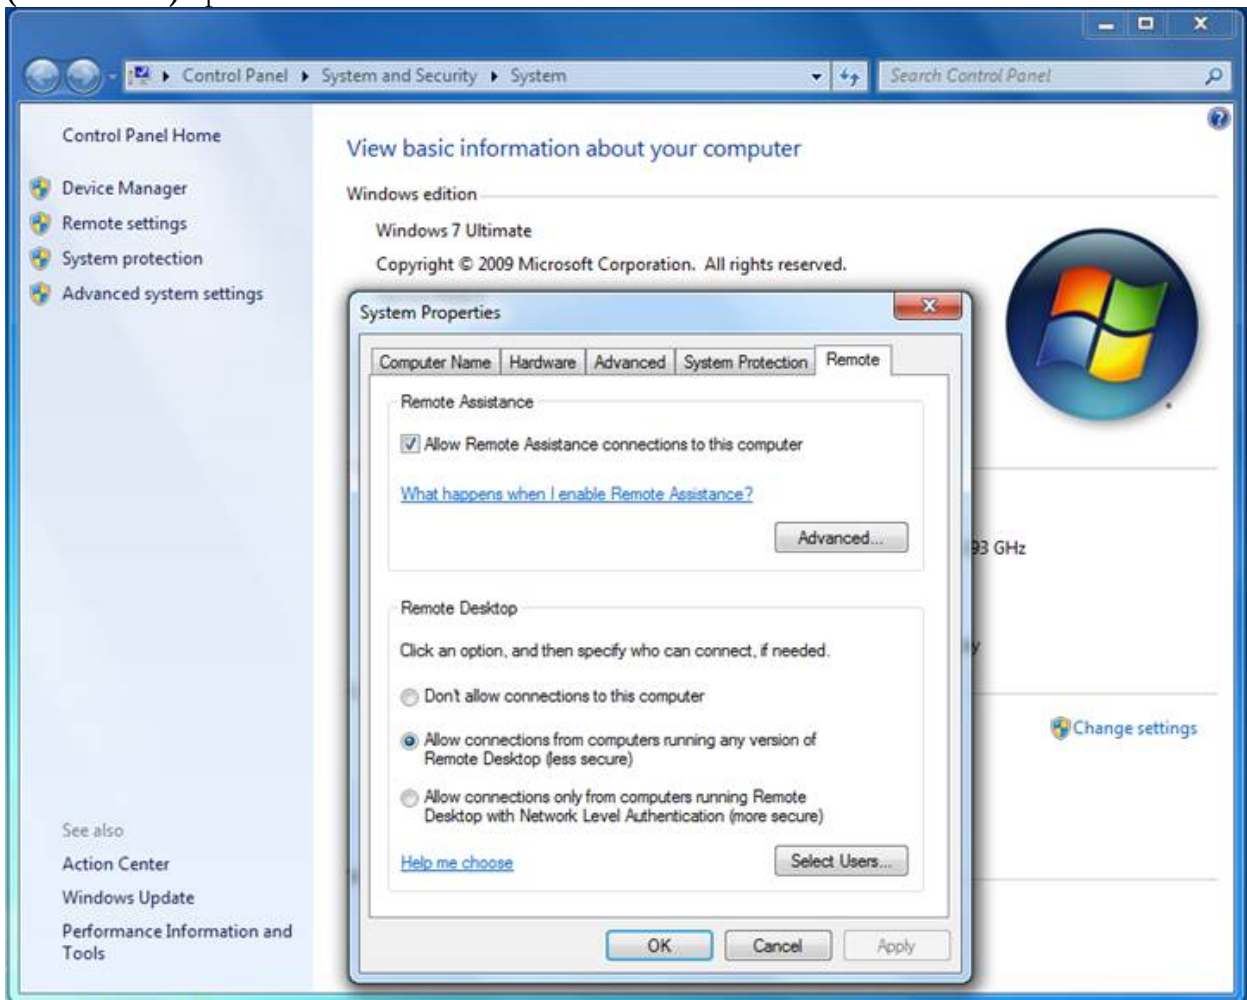 Control Panel ▸ System and Security ▸ System
Search Control Panel
Control Panel Home
Device Manager
Remote settings
System protection
Advanced system settings
See also
Action Center
Windows Update
Performance Information and
Tools
View basic information about your computer
Windows edition
Windows 7 Ultimate
Copyright © 2009 Microsoft Corporation. All rights reserved.
System Properties
Computer Name Hardware Advanced System Protection Remote
Remote Assistance
Allow Remote Assistance connections to this computer
What happens when I enable Remote Assistance?
Advanced...
93 GHz
Remote Desktop
Click an option, and then specify who can connect, if needed.
Don't allow connections to this computer
Allow connections from computers running any version of
Remote Desktop (less secure)
Allow connections only from computers running Remote
Desktop with Network Level Authentication (more secure)
Help me choose
Select Users...
Change settings
OK Cancel Apply